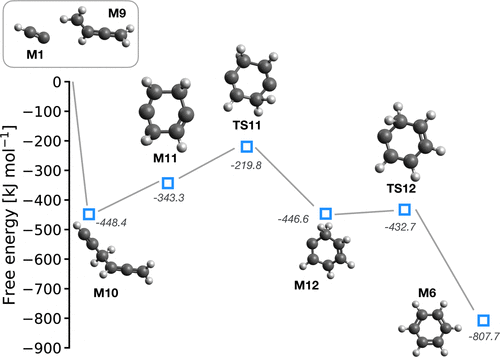 M1
M9
Free energy [kJ mol⁻¹]
0
−100
−200
−300
−400
−500
−600
−700
−800
−900
M10
-448.4
M11
-343.3
TS11
-219.8
M12
-446.6
TS12
-432.7
M6
-807.7